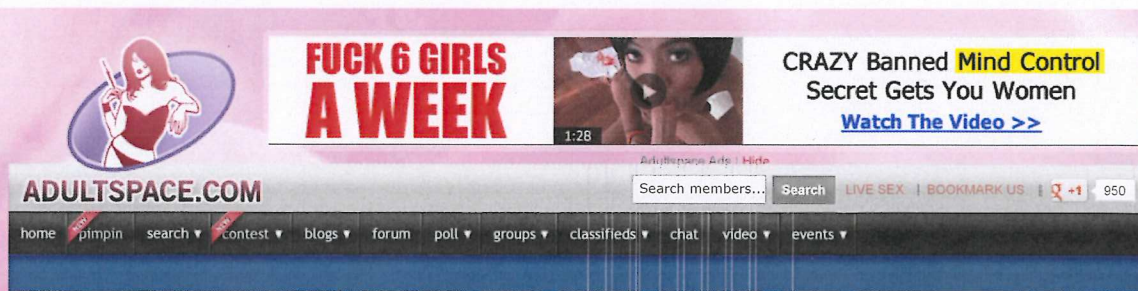 FUCK 6 GIRLS
A WEEK
1:28
CRAZY Banned Mind Control
Secret Gets You Women
Watch The Video >>
Adultspace Ads | Hide
ADULTSPACE.COM
Search members... Search LIVE SEX | BOOKMARK US | g +1 950
home pimpin search ▼ contest ▼ blogs ▼ forum poll ▼ groups ▼ classifieds ▼ chat video ▼ events ▼